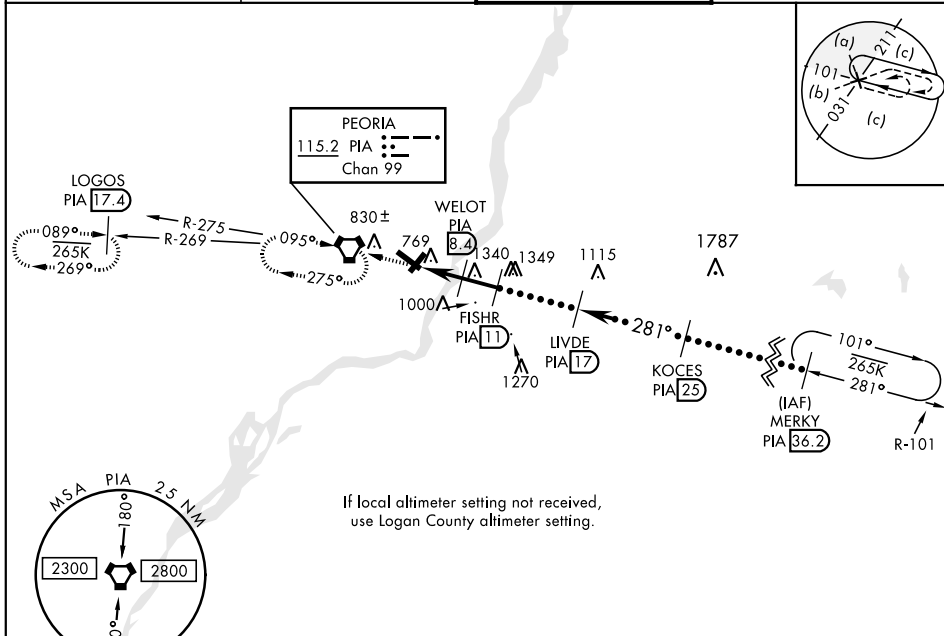 PEORIA
115.2 PIA
Chan 99
LOGOS
PIA 17.4
R-275
R-269
089°
265K
269°
095°
275°
830 ±
769
WELOT
PIA
8.4
1340
1349
1115
1787
1000
FISHR
PIA 11
1270
LIVDE
PIA 17
281°
KOCES
PIA 25
101°
265K
281°
(IAF)
MERKY
PIA 36.2
R-101
(a)
211
(c)
101
(b)
031
(c)
If local altimeter setting not received,
use Logan County altimeter setting.
MSA PIA 25 NM
180°
2300
2800
0°